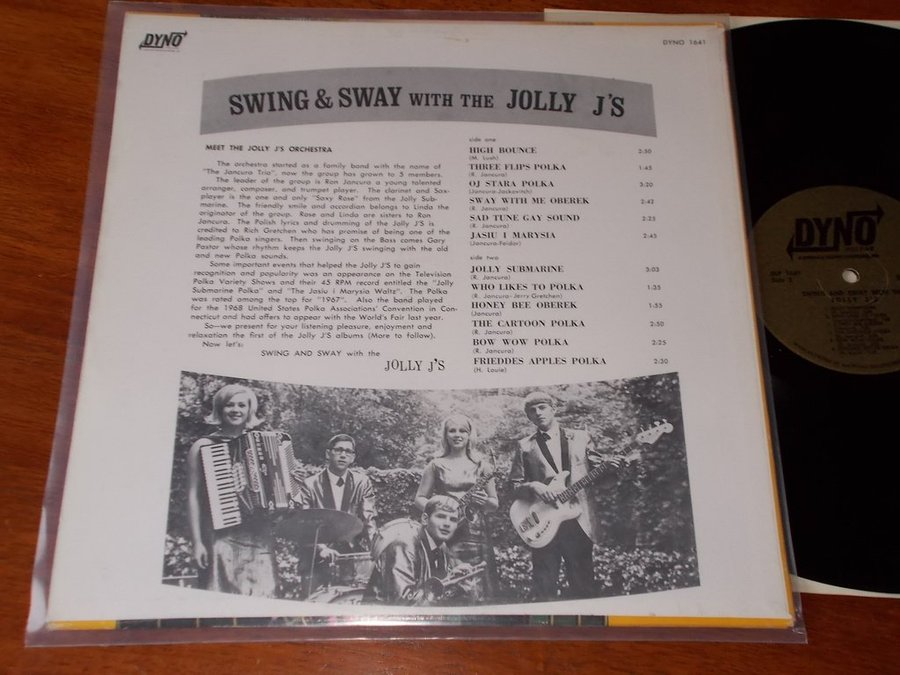 DYNO
DYNO 1641
SWING & SWAY WITH THE JOLLY J'S
MEET THE JOLLY J'S ORCHESTRA
The orchestra started as a family band with the name of
"The Jancura Trio", now the group has grown to 5 members.
The leader of the group is Ron Jancura a young talented
arranger, composer, and trumpet player. The clarinet and Sax-
player is the one and only "Saxy Rose" from the Jolly Sub-
marine. The friendly smile and accordian belongs to Linda the
originator of the group. Rose and Linda are sisters to Ron
Jancura. The Polish lyrics and drumming of the Jolly J'S is
credited to Rich Gretchen who has promise of being one of the
leading Polka singers. Then swinging on the Bass comes Gary
Pastor whose rhythm keeps the Jolly J'S swinging with the old
and new Polka sounds.
Some important events that helped the Jolly J'S to gain
recognition and popularity was an appearance on the Television
Polka Variety Shows and their 45 RPM record entitled the "Jolly
Submarine Polka" and "The Jasiu i Marysia Waltz". The Polka
was rated among the top for "1967". Also the band played
for the 1968 United States Polka Associations' Convention in Con-
necticut and had offers to appear with the World's Fair last year.
So—we present for your listening pleasure, enjoyment and
relaxation the first of the Jolly J'S albums (More to follow).
Now let's:
SWING AND SWAY with the
JOLLY J'S
side one
HIGH BOUNCE 2:50
(M. Lush)
THREE FLIPS POLKA 1:45
(R. Jancura)
OJ STARA POLKA 3:20
(Jancura-Jaskevitch)
SWAY WITH ME OBEREK 2:42
(R. Jancura)
SAD TUNE GAY SOUND 2:25
(R. Jancura)
JASIU I MARYSIA 2:45
(Jancura-Feidor)
side two
JOLLY SUBMARINE 3:03
(R. Jancura)
WHO LIKES TO POLKA 1:35
(R. Jancura-Jerry Gretchen)
HONEY BEE OBEREK 1:55
(Jancura)
THE CARTOON POLKA 2:50
(R. Jancura)
BOW WOW POLKA 2:25
(R. Jancura)
FRIEDDES APPLES POLKA 2:30
(H. Louie)
DYNO
SWING AND SWAY WITH THE
JOLLY J'S